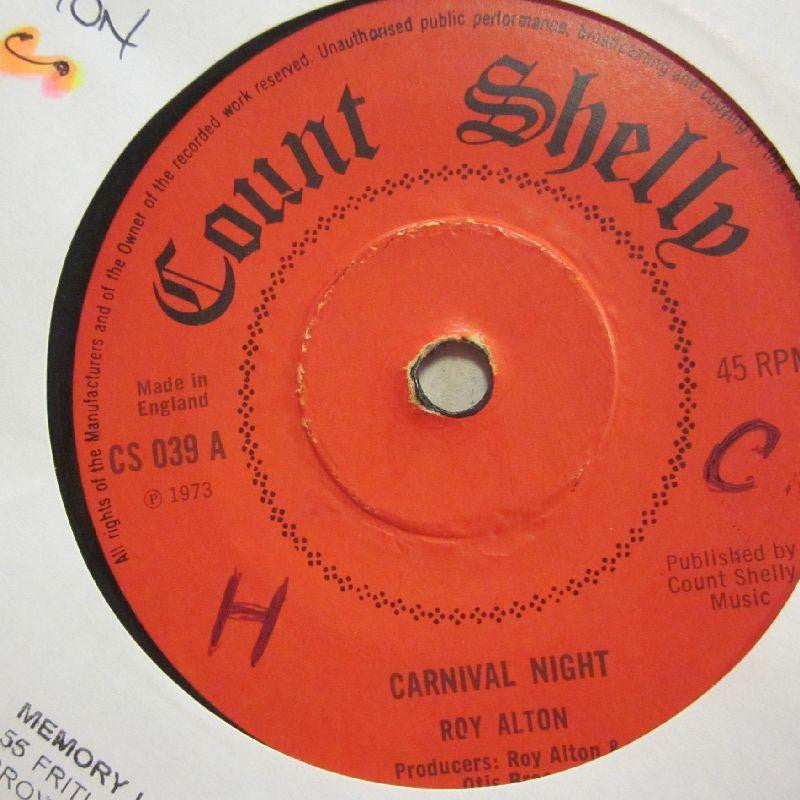 All rights of the Manufacturers and of the Owner of the recorded work reserved. Unauthorised public performance, broadcasting and copying of this
Count Shelly
45 RPM
Made in
England
CS 039 A
℗ 1973
C
Published by
Count Shelly
Music
H
CARNIVAL NIGHT
ROY ALTON
Producers: Roy Alton &
Otis
MEMORY
55